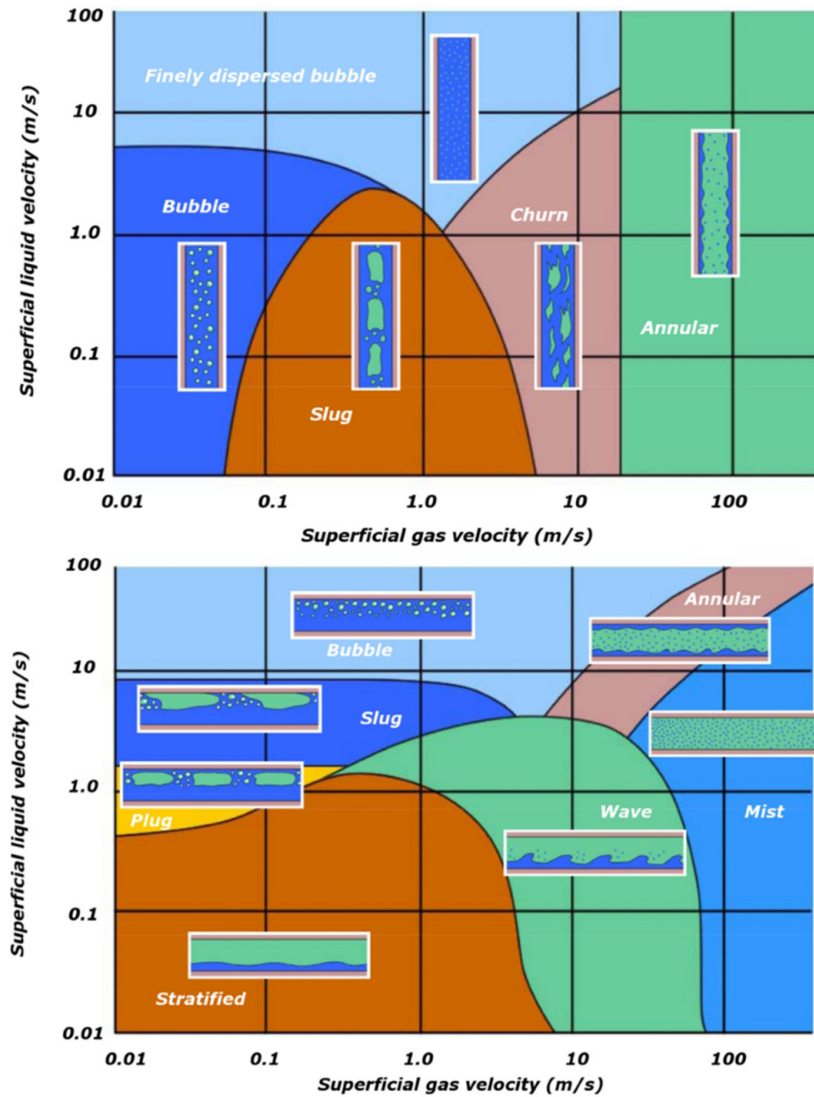 100
Finely dispersed bubble
10
Bubble
Churn
1.0
Superficial liquid velocity (m/s)
Annular
0.1
Slug
0.01
0.01 0.1 1.0 10 100
Superficial gas velocity (m/s)
100
Annular
Bubble
10
Slug
Superficial liquid velocity (m/s)
1.0
Plug
Wave
Mist
0.1
Stratified
0.01
0.01 0.1 1.0 10 100
Superficial gas velocity (m/s)